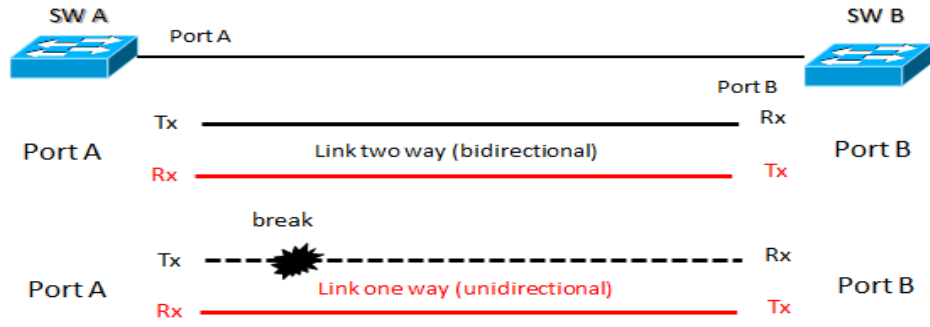 SW A
SW B
Port A
Port B
Tx
Rx
Port A
Link two way (bidirectional)
Port B
Rx
Tx
break
Tx
Rx
Port A
Link one way (unidirectional)
Port B
Rx
Tx